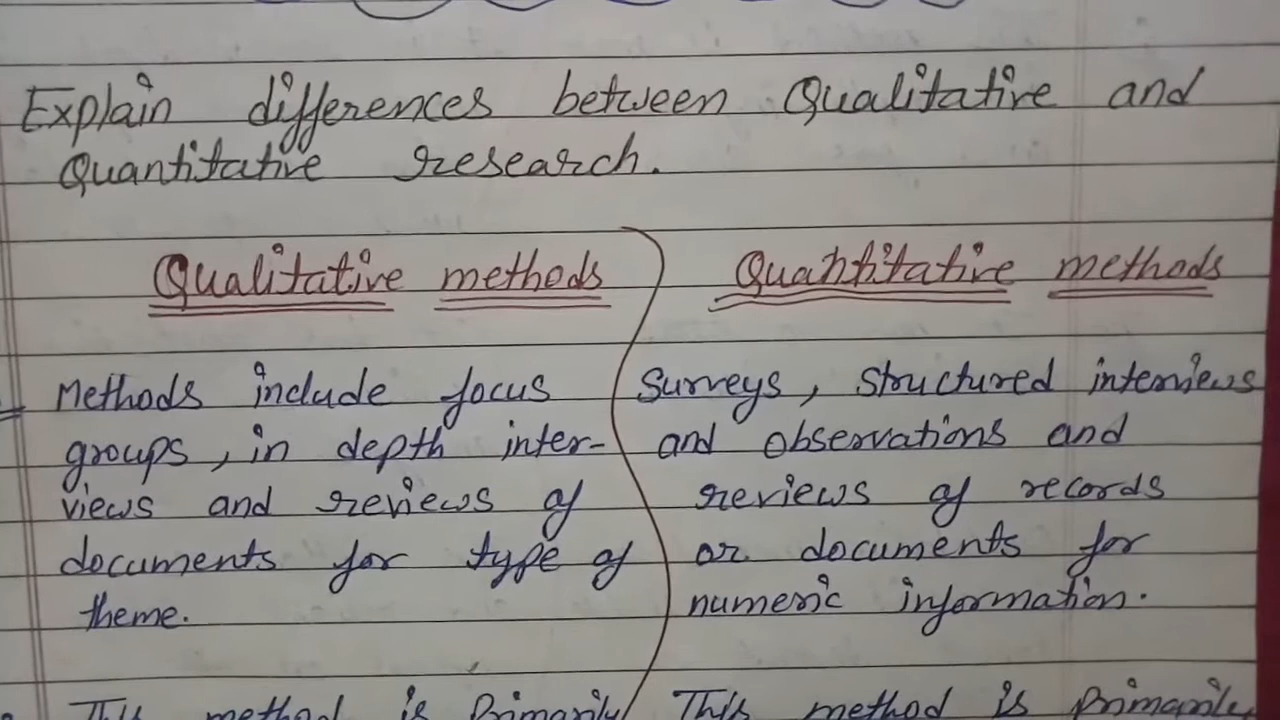 Explain differences between Qualitative and
Quantitative research.
Qualitative methods
Methods include focus
groups, in depth inter-
views and reviews of
documents for type of
theme.
This method is Primarily
Quantitative methods
Surveys, structured interviews
and observations and
reviews of records
or documents for
numeric information.
This method is primarily